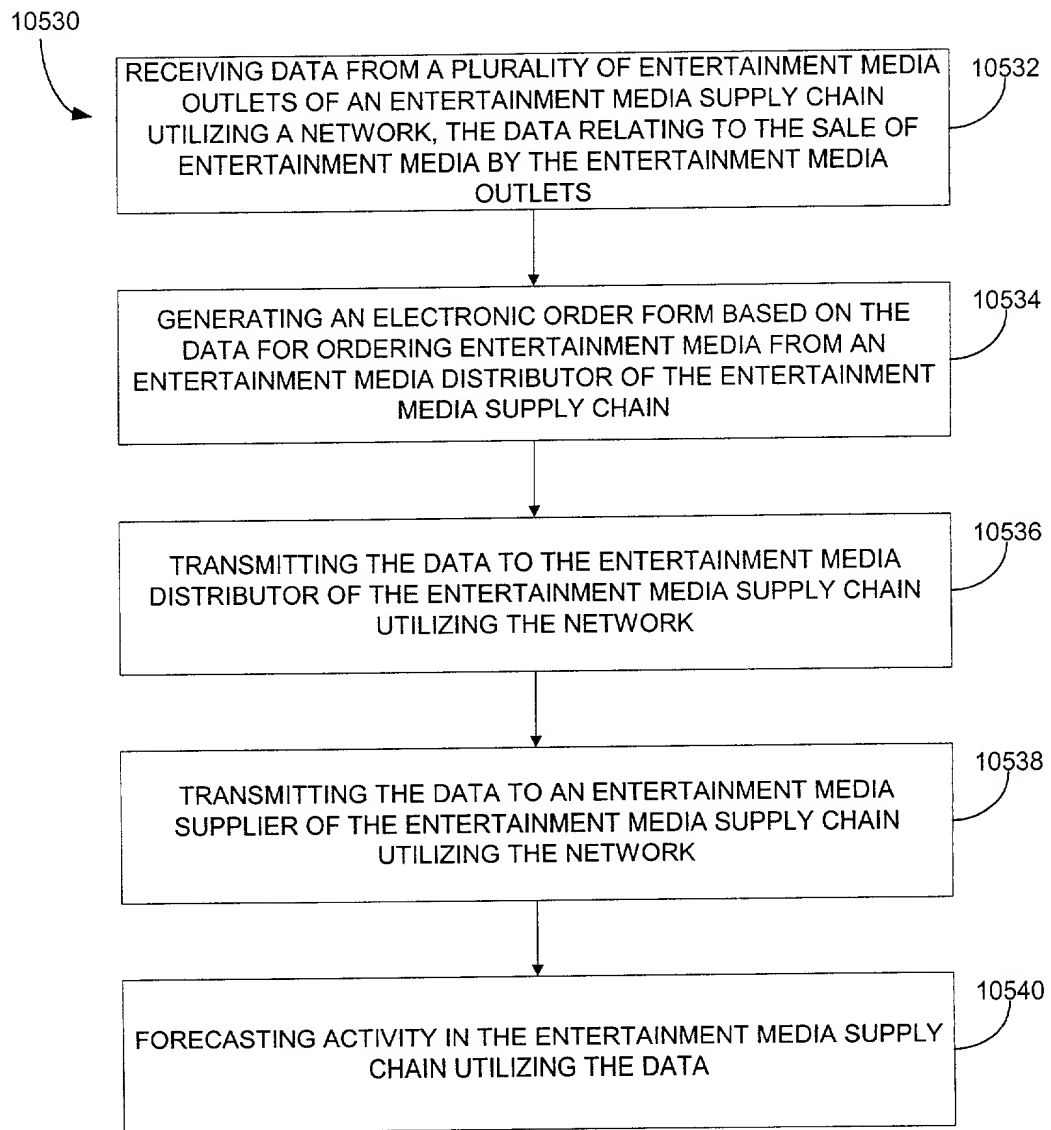 10530
RECEIVING DATA FROM A PLURALITY OF ENTERTAINMENT MEDIA
OUTLETS OF AN ENTERTAINMENT MEDIA SUPPLY CHAIN
UTILIZING A NETWORK, THE DATA RELATING TO THE SALE OF
ENTERTAINMENT MEDIA BY THE ENTERTAINMENT MEDIA
OUTLETS
10532
GENERATING AN ELECTRONIC ORDER FORM BASED ON THE
DATA FOR ORDERING ENTERTAINMENT MEDIA FROM AN
ENTERTAINMENT MEDIA DISTRIBUTOR OF THE ENTERTAINMENT
MEDIA SUPPLY CHAIN
10534
TRANSMITTING THE DATA TO THE ENTERTAINMENT MEDIA
DISTRIBUTOR OF THE ENTERTAINMENT MEDIA SUPPLY CHAIN
UTILIZING THE NETWORK
10536
TRANSMITTING THE DATA TO AN ENTERTAINMENT MEDIA
SUPPLIER OF THE ENTERTAINMENT MEDIA SUPPLY CHAIN
UTILIZING THE NETWORK
10538
FORECASTING ACTIVITY IN THE ENTERTAINMENT MEDIA SUPPLY
CHAIN UTILIZING THE DATA
10540